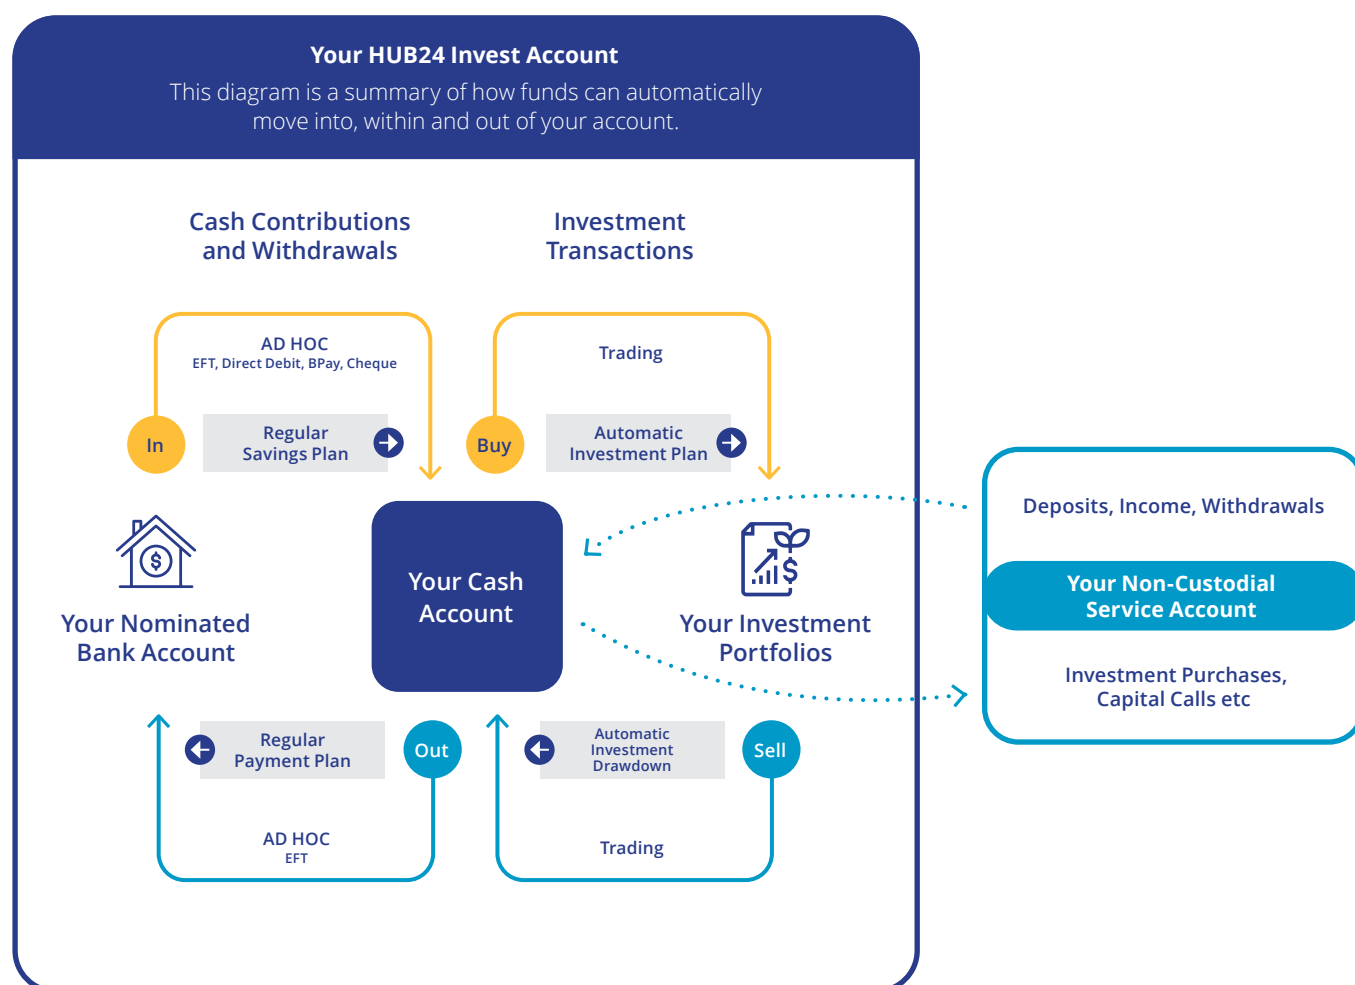 Your HUB24 Invest Account
This diagram is a summary of how funds can automatically
move into, within and out of your account.
Cash Contributions
and Withdrawals
Investment
Transactions
AD HOC
EFT, Direct Debit, BPay, Cheque
Trading
In
Regular
Savings Plan
Buy
Automatic
Investment Plan
$
Your Nominated
Bank Account
Your Cash
Account
$
Your Investment
Portfolios
Deposits, Income, Withdrawals
Your Non-Custodial
Service Account
Investment Purchases,
Capital Calls etc
Regular
Payment Plan
Out
Automatic
Investment
Drawdown
Sell
AD HOC
EFT
Trading